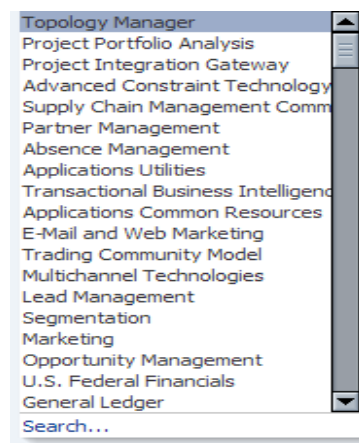 Topology Manager
Project Portfolio Analysis
Project Integration Gateway
Advanced Constraint Technology
Supply Chain Management Comm
Partner Management
Absence Management
Applications Utilities
Transactional Business Intelligenc
Applications Common Resources
E-Mail and Web Marketing
Trading Community Model
Multichannel Technologies
Lead Management
Segmentation
Marketing
Opportunity Management
U.S. Federal Financials
General Ledger
Search...